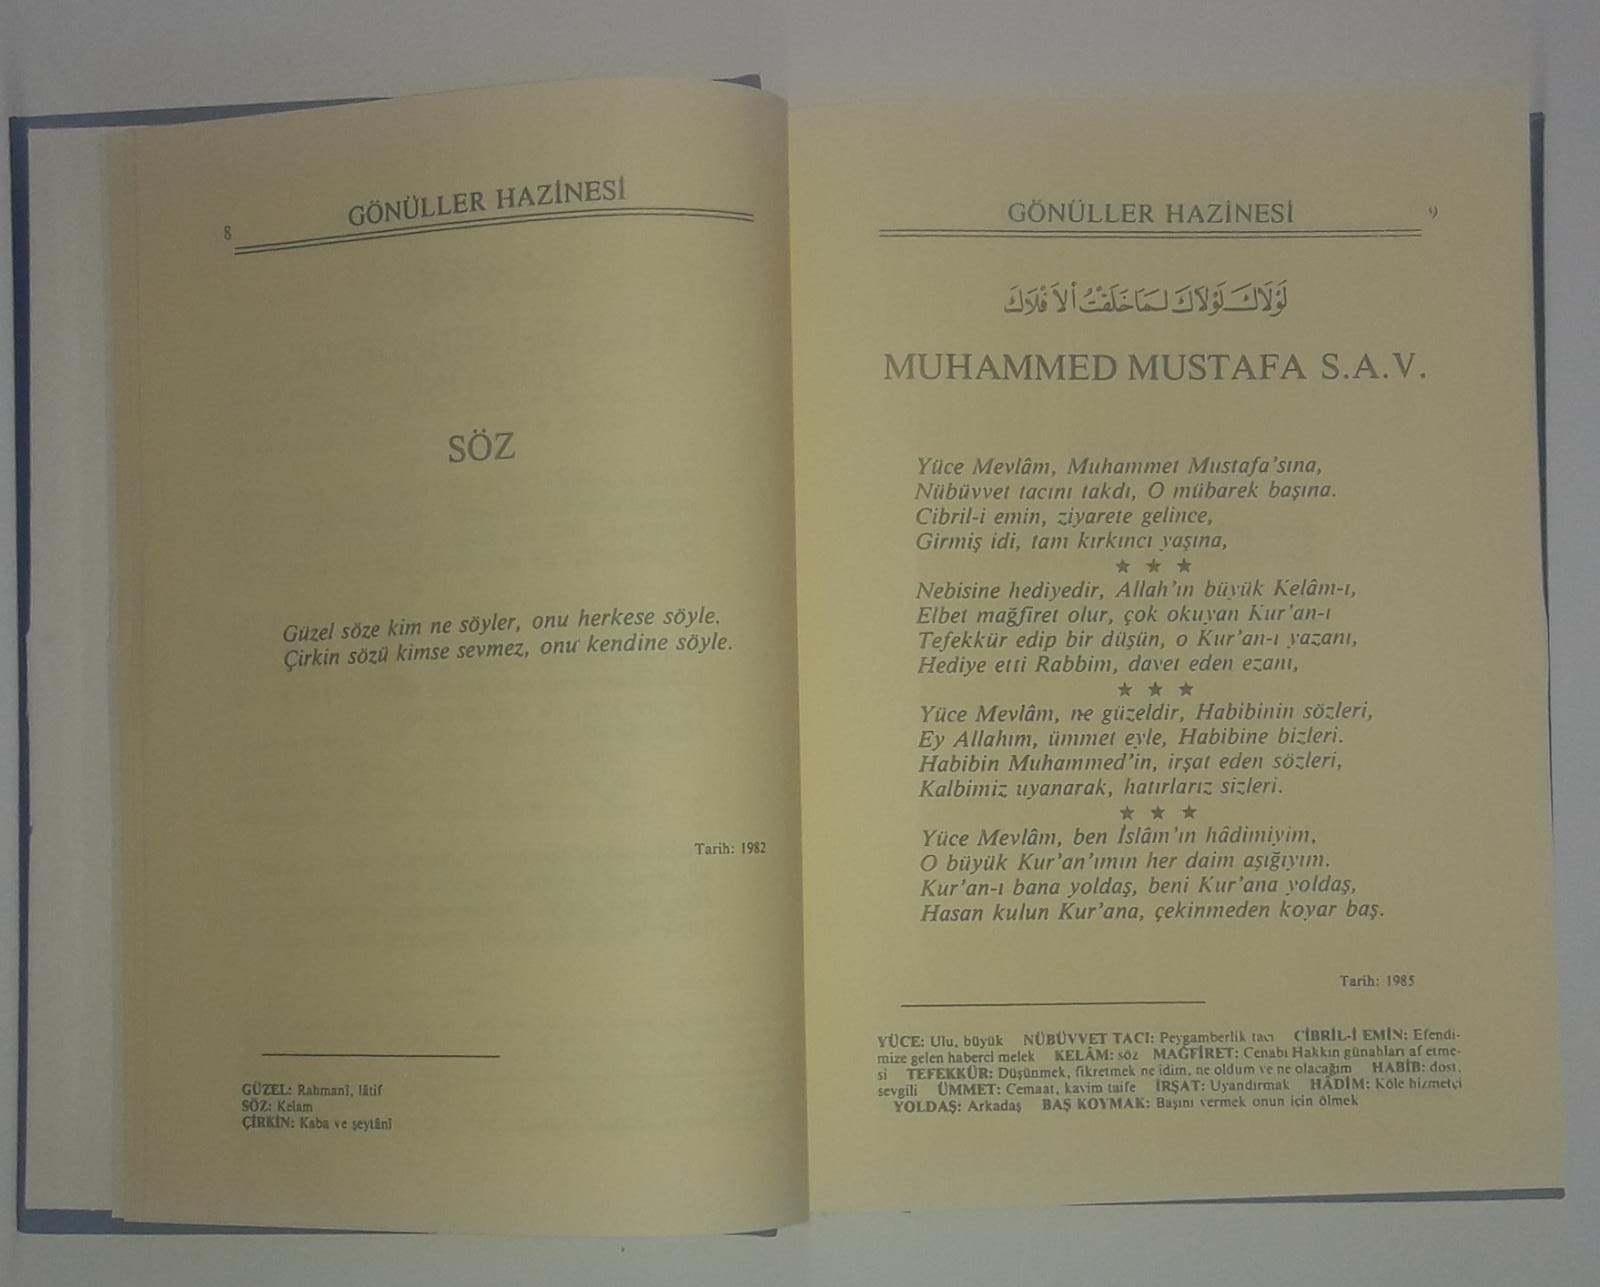 8
GÖNÜLLER HAZİNESİ
SÖZ
Güzel söze kim ne söyler, onu herkese söyle.
Çirkin sözü kimse sevmez, onu kendine söyle.
Tarih: 1982
GÜZEL: Rahmanî, lâtif
SÖZ: Kelam
ÇİRKİN: Kaba ve şeytânî
GÖNÜLLER HAZİNESİ
9
لَوْلَاكَ لَوْلَاكَ لَمَا خَلَقْتُ الْأَفْلَاكَ
MUHAMMED MUSTAFA S.A.V.
Yüce Mevlâm, Muhammet Mustafa'sına,
Nübüvvet tacını takdı, O mübarek başına.
Cibril-i emin, ziyarete gelince,
Girmiş idi, tam kırkıncı yaşına,
★ ★ ★
Nebisine hediyedir, Allah'ın büyük Kelâm-ı,
Elbet mağfiret olur, çok okuyan Kur'an-ı
Tefekkür edip bir düşün, o Kur'an-ı yazanı,
Hediye etti Rabbim, davet eden ezanı,
★ ★ ★
Yüce Mevlâm, ne güzeldir, Habibinin sözleri,
Ey Allahım, ümmet eyle, Habibine bizleri.
Habibin Muhammed'in, irşat eden sözleri,
Kalbimiz uyanarak, hatırlarız sizleri.
★ ★ ★
Yüce Mevlâm, ben İslâm'ın hâdimiyim,
O büyük Kur'an'ımın her daim aşığıyım.
Kur'an-ı bana yoldaş, beni Kur'ana yoldaş,
Hasan kulun Kur'ana, çekinmeden koyar baş.
Tarih: 1985
YÜCE: Ulu, büyük NÜBÜVVET TACI: Peygamberlik tacı CİBRİL-İ EMİN: Efendi-
mize gelen haberci melek KELÂM: söz MAĞFİRET: Cenabı Hakkın günahları af etme-
si TEFEKKÜR: Düşünmek, fikretmek ne idim, ne oldum ve ne olacağım HABİB: dost,
sevgili ÜMMET: Cemaat, kavim taife İRŞAT: Uyandırmak HÂDİM: Köle hizmetçi
YOLDAŞ: Arkadaş BAŞ KOYMAK: Başını vermek onun için ölmek